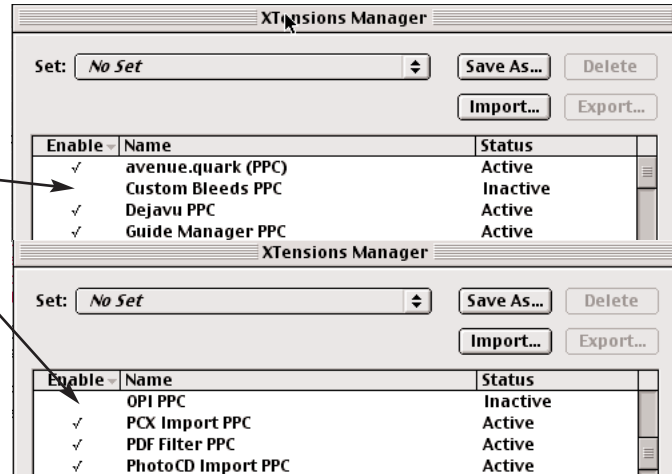 XTensions Manager
Set: No Set Save As... Delete
Import... Export...
Enable Name Status
√ avenue.quark (PPC) Active
Custom Bleeds PPC Inactive
√ Dejavu PPC Active
√ Guide Manager PPC Active
XTensions Manager
Set: No Set Save As... Delete
Import... Export...
Enable Name Status
OPI PPC Inactive
√ PCX Import PPC Active
√ PDF Filter PPC Active
√ PhotoCD Import PPC Active